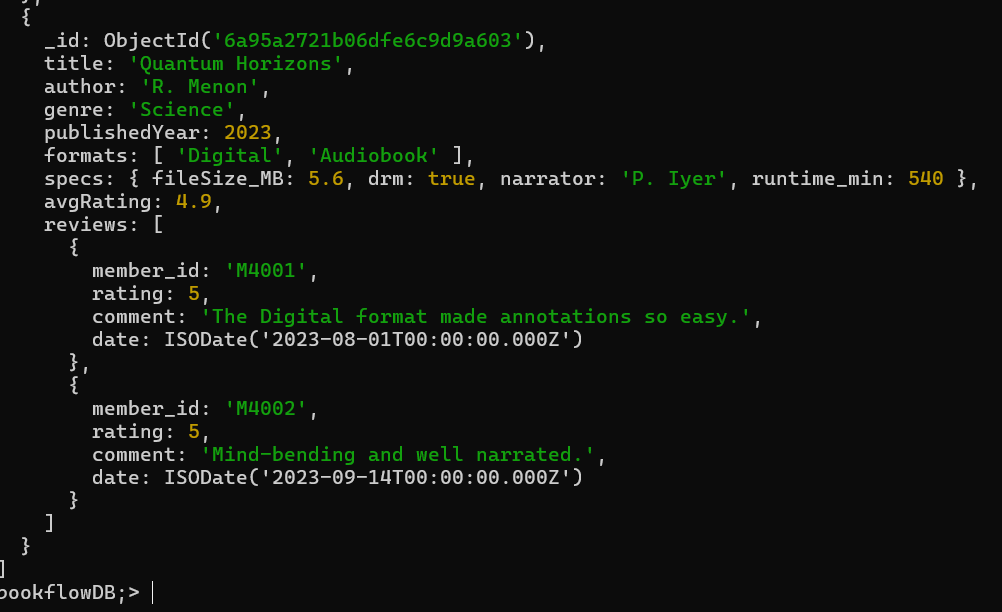 },
{
_id: ObjectId('6a95a2721b06dfe6c9d9a603'),
title: 'Quantum Horizons',
author: 'R. Menon',
genre: 'Science',
publishedYear: 2023,
formats: [ 'Digital', 'Audiobook' ],
specs: { fileSize_MB: 5.6, drm: true, narrator: 'P. Iyer', runtime_min: 540 },
avgRating: 4.9,
reviews: [
{
member_id: 'M4001',
rating: 5,
comment: 'The Digital format made annotations so easy.',
date: ISODate('2023-08-01T00:00:00.000Z')
},
{
member_id: 'M4002',
rating: 5,
comment: 'Mind-bending and well narrated.',
date: ISODate('2023-09-14T00:00:00.000Z')
}
]
}
]
bookflowDB;>